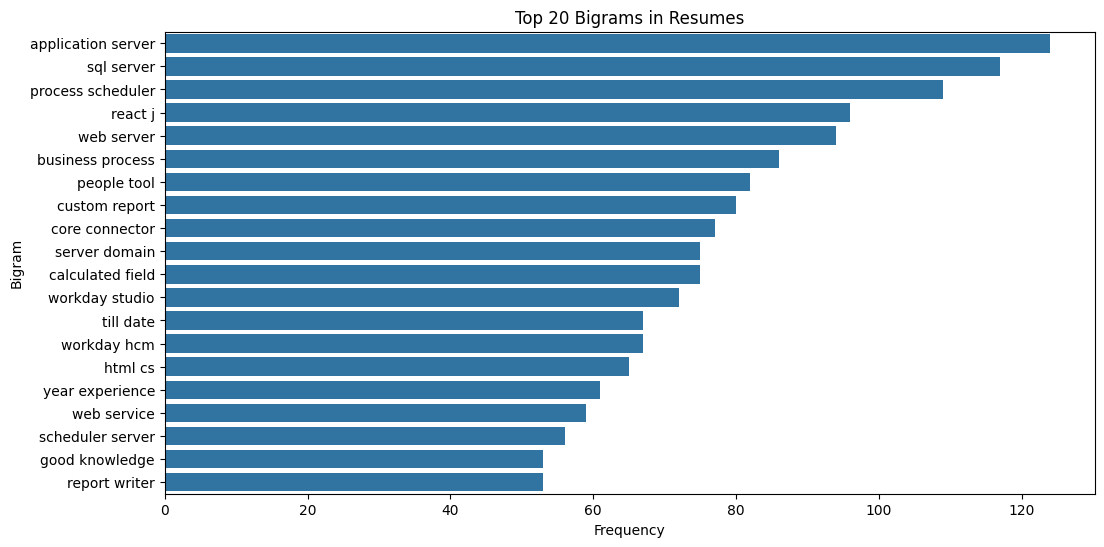 Top 20 Bigrams in Resumes
application server
sql server
process scheduler
react j
web server
business process
people tool
custom report
core connector
server domain
calculated field
workday studio
till date
workday hcm
html cs
year experience
web service
scheduler server
good knowledge
report writer
Bigram
0 20 40 60 80 100 120
Frequency